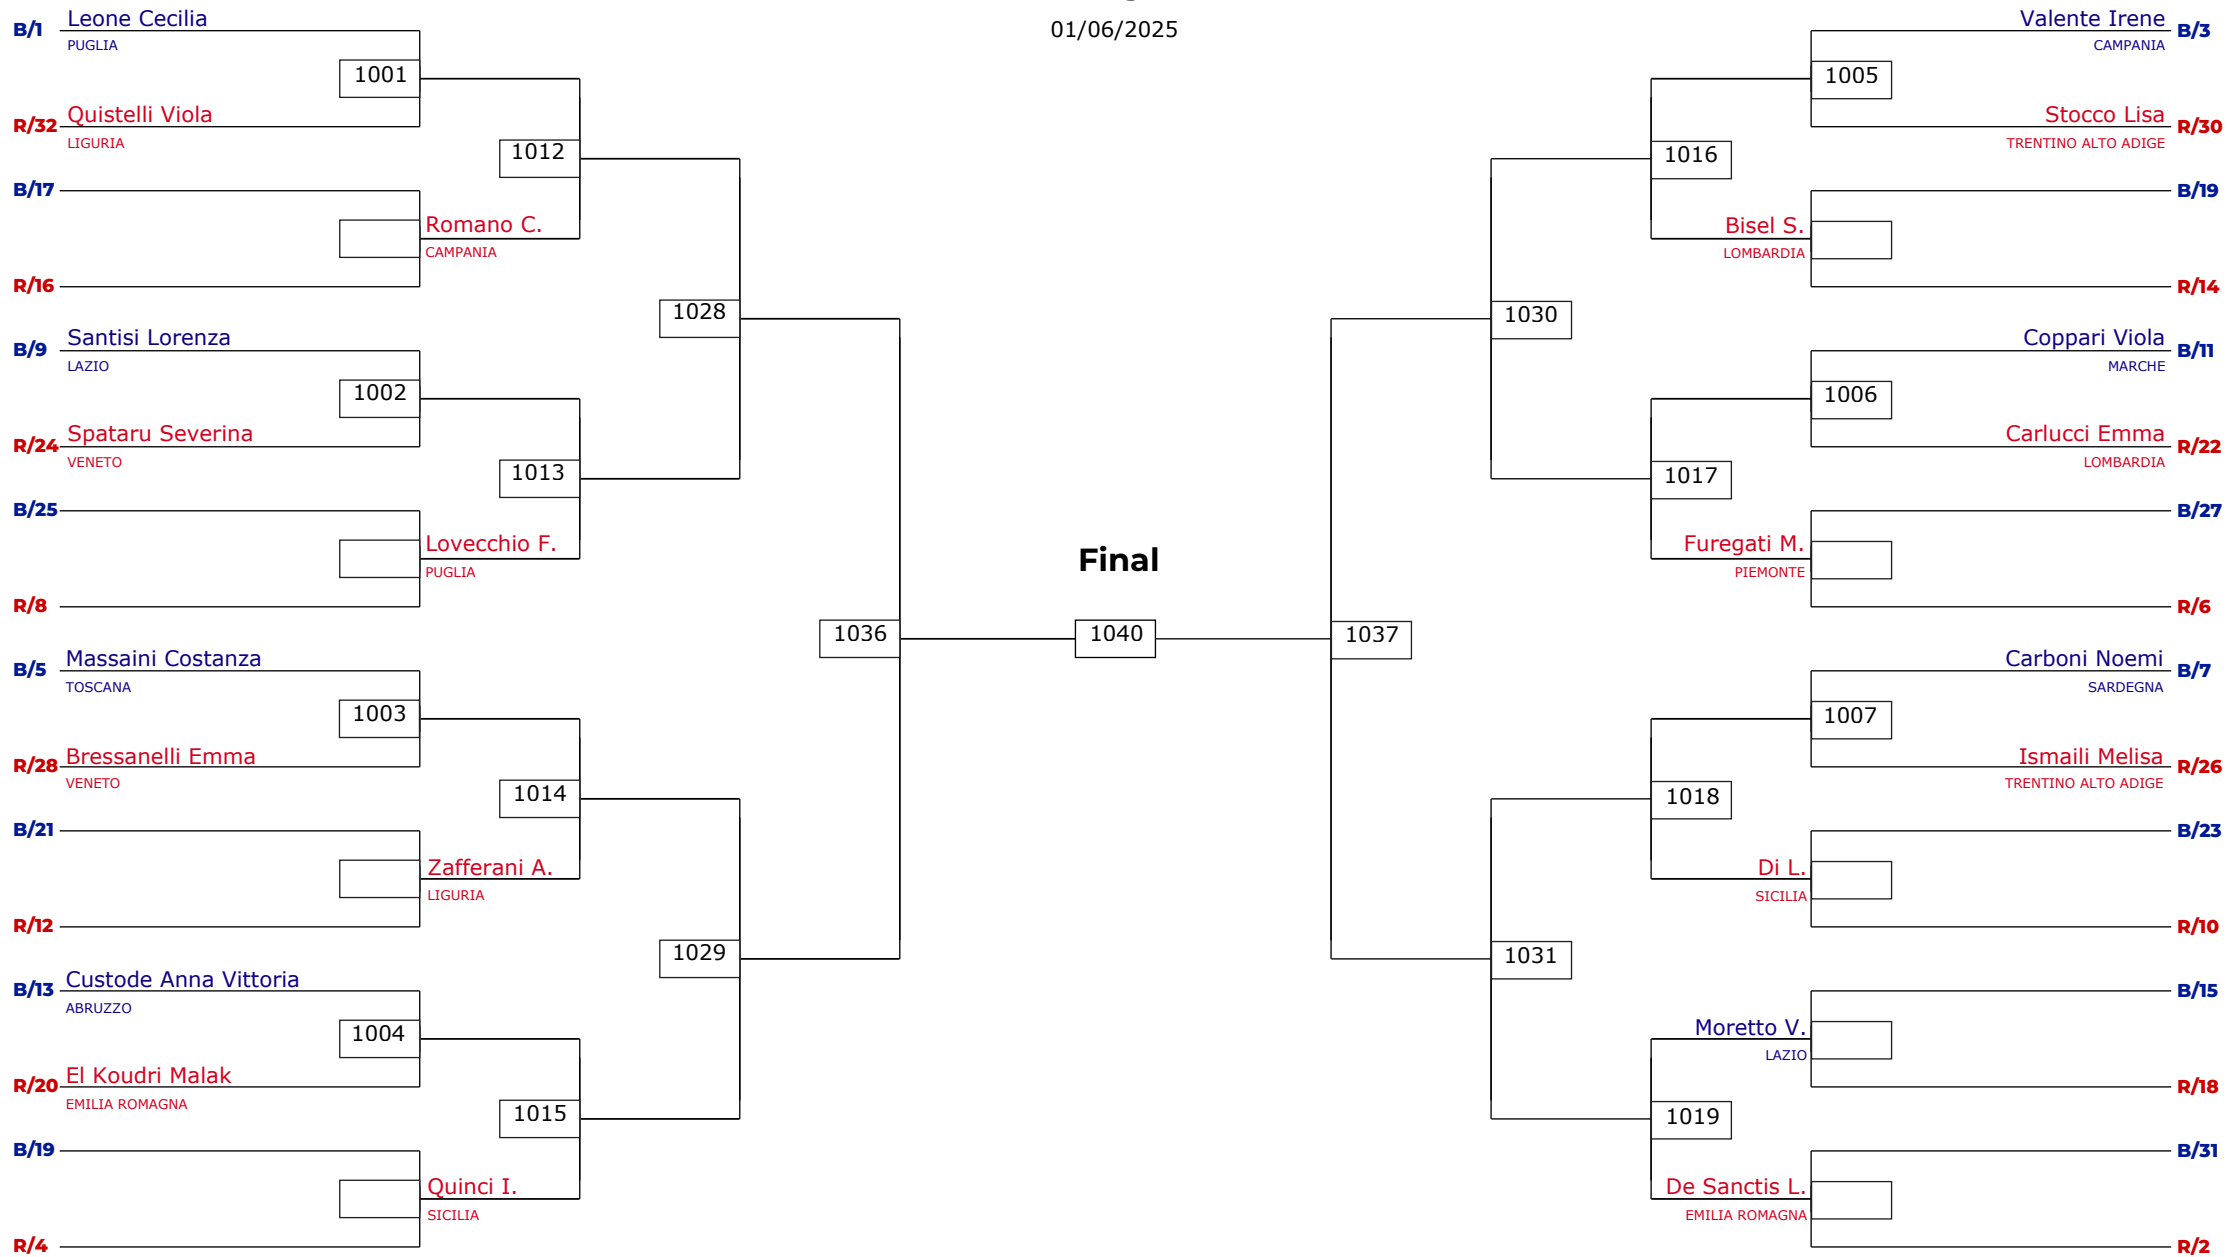 01/06/2025
B/1 Leone Cecilia
PUGLIA
1001
R/32 Quistelli Viola
LIGURIA
1012
B/17
Romano C.
CAMPANIA
R/16
1028
B/9 Santisi Lorenza
LAZIO
1002
R/24 Spataru Severina
VENETO
1013
B/25
Lovecchio F.
PUGLIA
R/8
1036
B/5 Massaini Costanza
TOSCANA
1003
R/28 Bressanelli Emma
VENETO
1014
B/21
Zafferani A.
LIGURIA
R/12
1029
B/13 Custode Anna Vittoria
ABRUZZO
1004
R/20 El Koudri Malak
EMILIA ROMAGNA
1015
B/19
Quinci I.
SICILIA
R/4
Final
1040
Valente Irene B/3
CAMPANIA
1005
Stocco Lisa R/30
TRENTINO ALTO ADIGE
1016
B/19
Bisel S.
LOMBARDIA
R/14
1030
Coppari Viola B/11
MARCHE
1006
Carlucci Emma R/22
LOMBARDIA
1017
B/27
Furegati M.
PIEMONTE
R/6
1037
Carboni Noemi B/7
SARDEGNA
1007
Ismaili Melisa R/26
TRENTINO ALTO ADIGE
1018
B/23
Di L.
SICILIA
R/10
1031
B/15
Moretto V.
LAZIO
R/18
1019
B/31
De Sanctis L.
EMILIA ROMAGNA
R/2